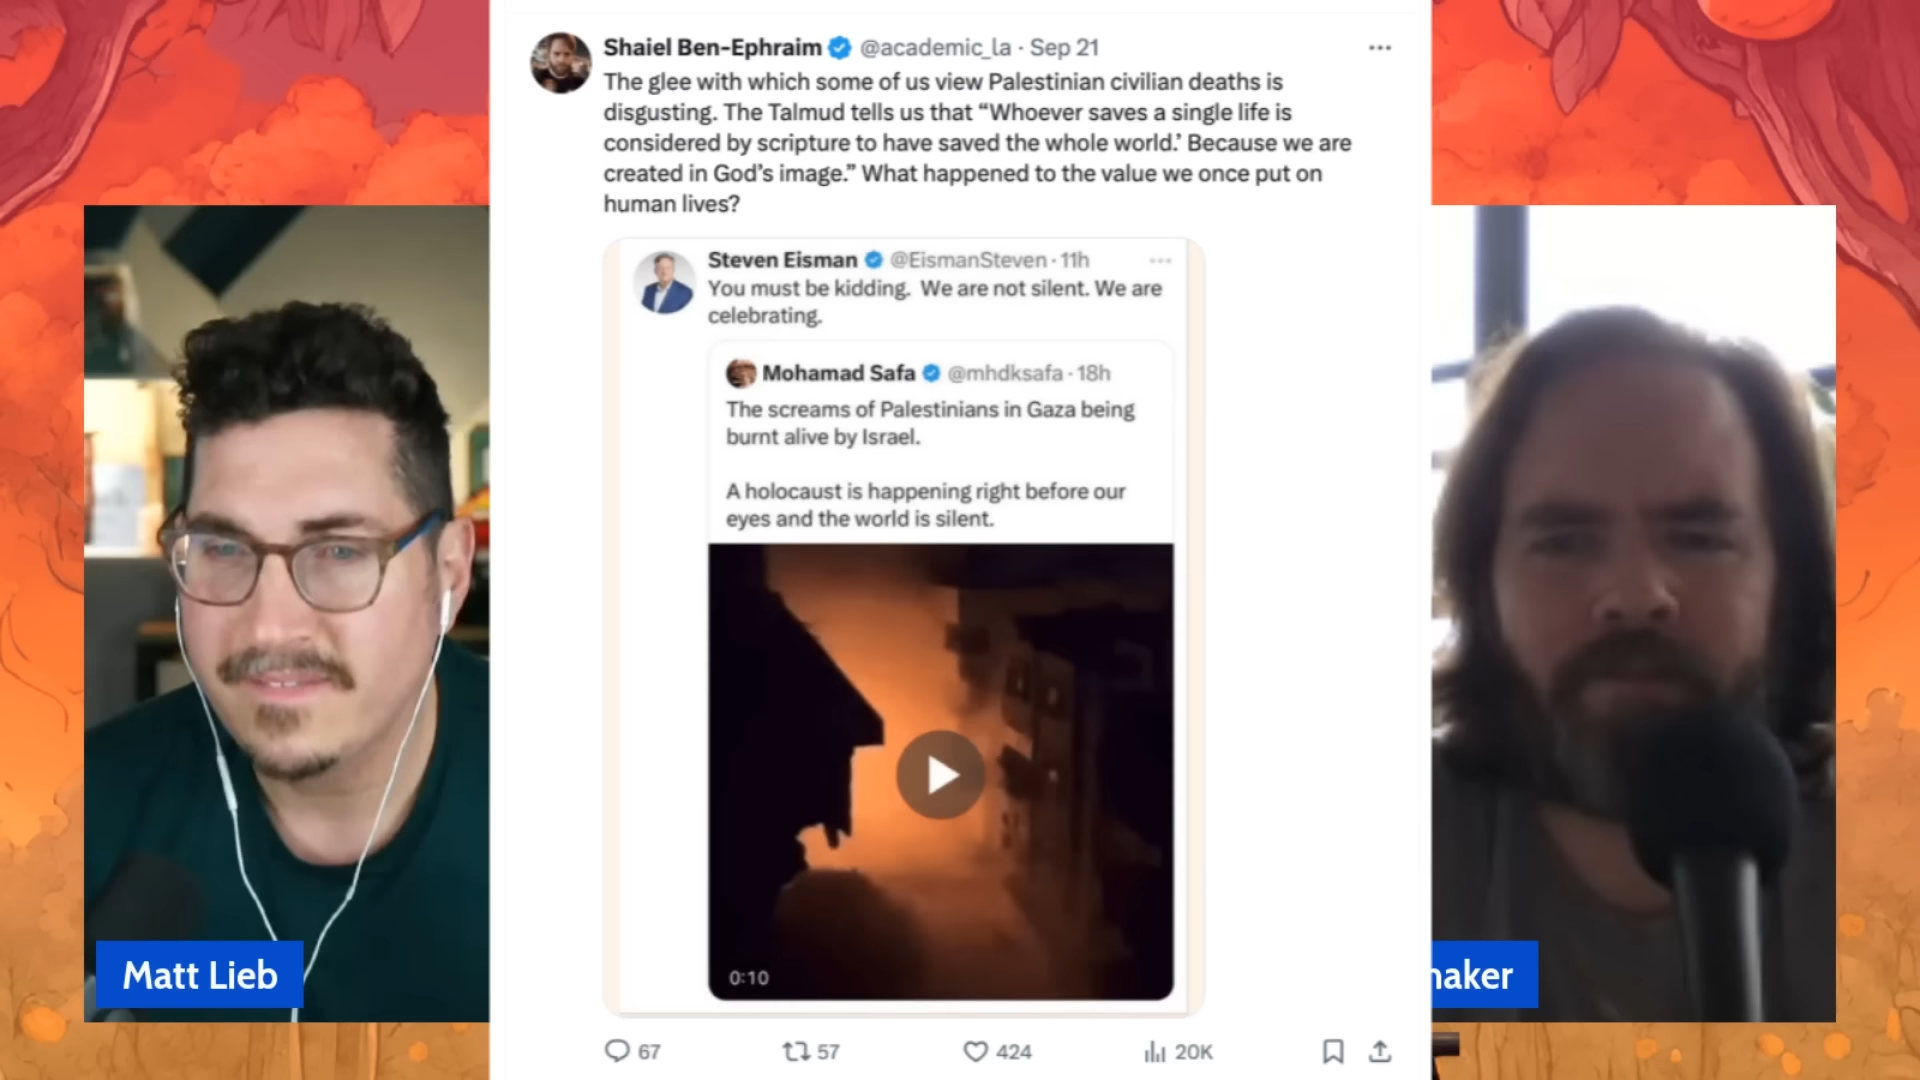 Shaiel Ben-Ephraim @academic_la · Sep 21
The glee with which some of us view Palestinian civilian deaths is
disgusting. The Talmud tells us that “Whoever saves a single life is
considered by scripture to have saved the whole world.’ Because we are
created in God’s image.” What happened to the value we once put on
human lives?
Steven Eisman @EismanSteven · 11h
You must be kidding. We are not silent. We are
celebrating.
Mohamad Safa @mhdksafa · 18h
The screams of Palestinians in Gaza being
burnt alive by Israel.
A holocaust is happening right before our
eyes and the world is silent.
0:10
67 57 424 20K
Matt Lieb
naker